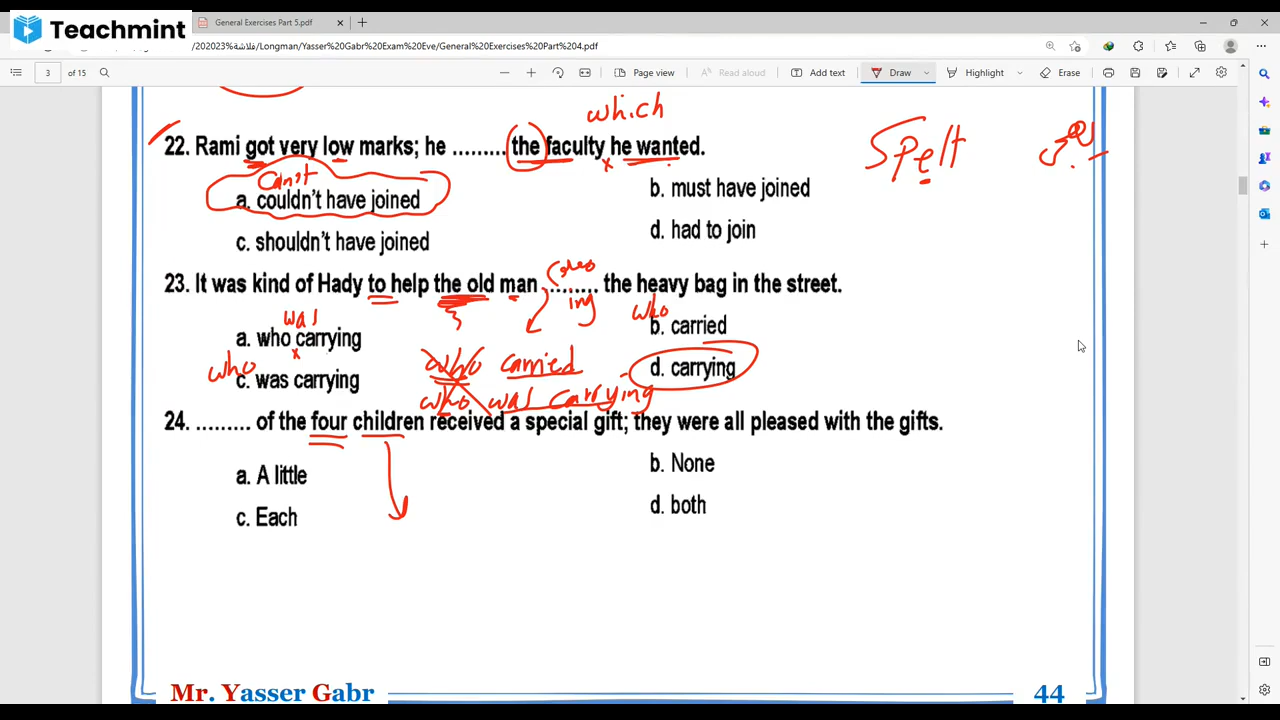 Teachmint
General Exercises Part 5.pdf
/202023%فلاشة/Longman/Yasser%20Gabr%20Exam%20Eve/General%20Exercises%20Part%204.pdf
3 of 15
Page view
Read aloud
Add text
Draw
Highlight
Erase
which
22. Rami got very low marks; he ......... the faculty he wanted.
Spelt
can't
a. couldn't have joined
b. must have joined
c. shouldn't have joined
d. had to join
23. It was kind of Hady to help the old man ......... the heavy bag in the street.
ing
was
who
a. who carrying
b. carried
who
c. was carrying
d. carrying
who carried
who was carrying
24. ......... of the four children received a special gift; they were all pleased with the gifts.
a. A little
b. None
c. Each
d. both
Mr. Yasser Gabr
44